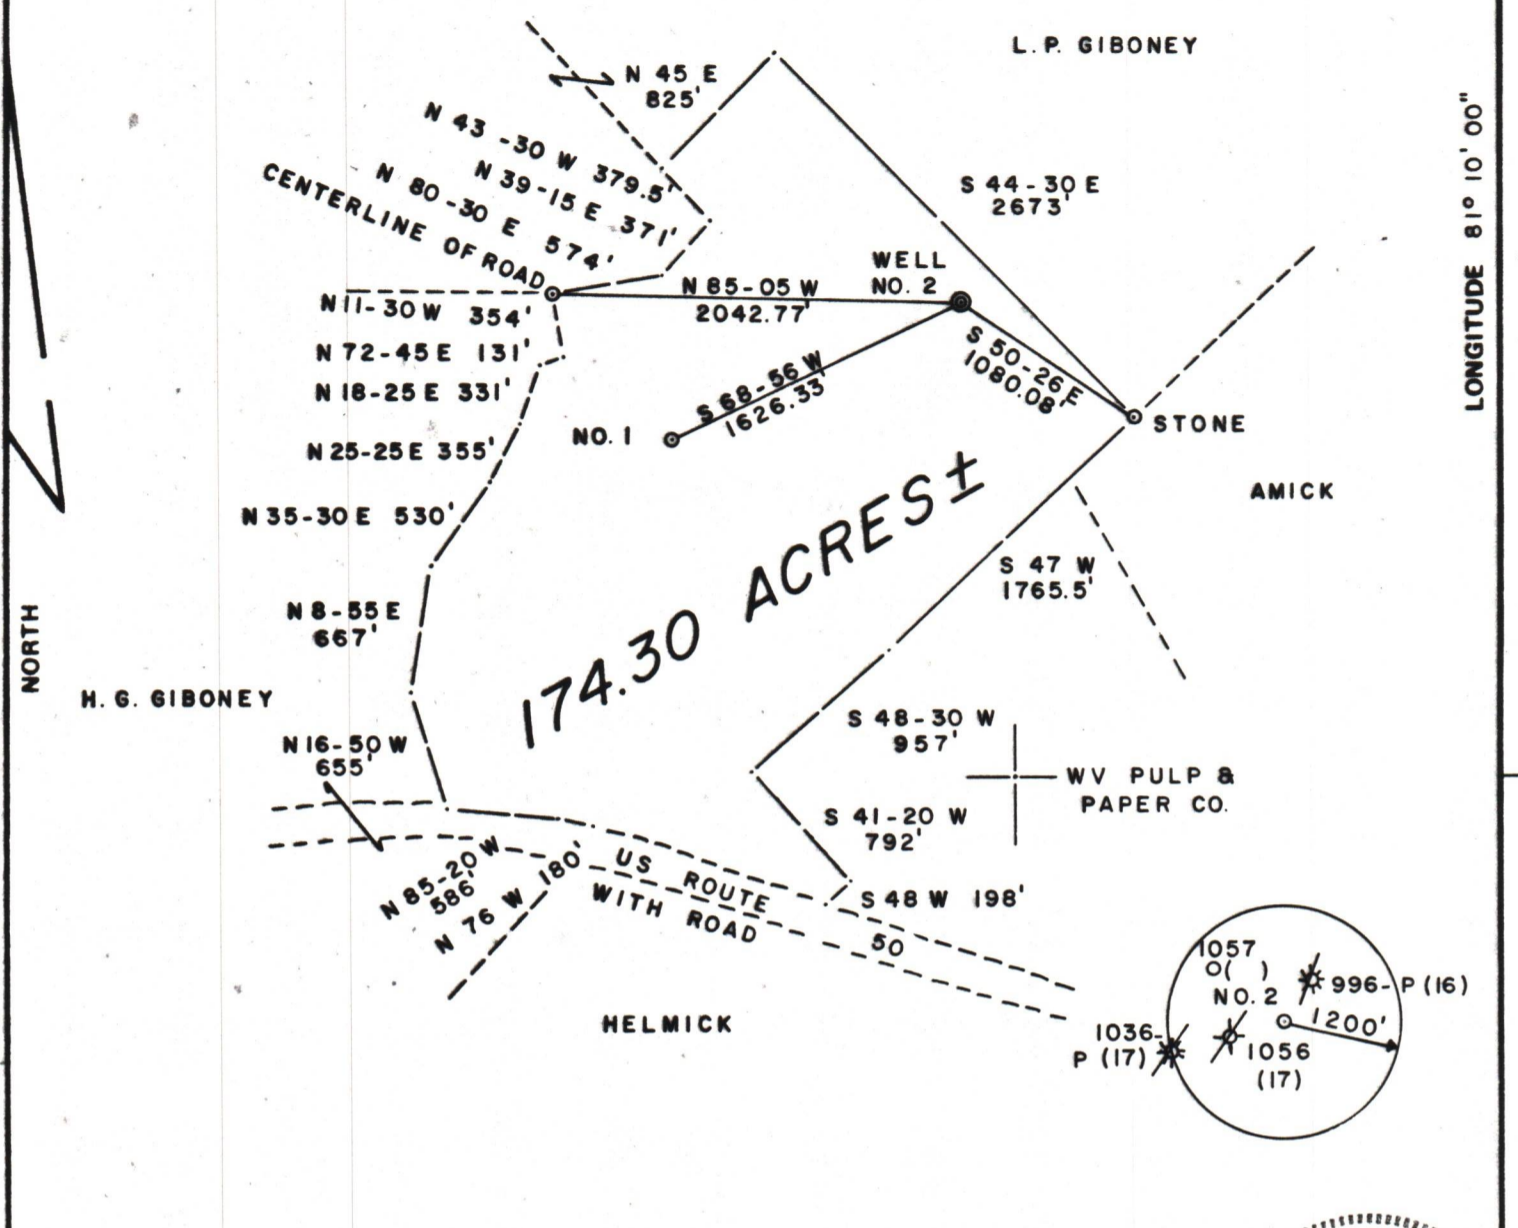 L. P. GIBONEY
N 45 E
825'
N 43 -30 W 379.5'
N 39-15 E 371'
N 80-30 E 574'
CENTERLINE OF ROAD
S 44-30 E
2673'
LONGITUDE 81° 10' 00"
WELL
NO. 2
N 85-05 W
2042.77'
N 11-30 W 354'
N 72-45 E 131'
N 18-25 E 331'
S 50-26 E
1080.08'
S 68-56 W
1626.33'
NO. 1
STONE
N 25-25 E 355'
AMICK
N 35-30 E 530'
174.30 ACRES ±
S 47 W
1765.5'
N 8-55 E
667'
NORTH
H. G. GIBONEY
S 48-30 W
957'
N 16-50 W
655'
WV PULP &
PAPER CO.
S 41-20 W
792'
N 85-20 W
586'
N 76 W 180'
US ROUTE
50
WITH ROAD
S 48 W 198'
HELMICK
1057
( )
996-P (16)
NO. 2
1200'
1036-
P (17)
1056
(17)